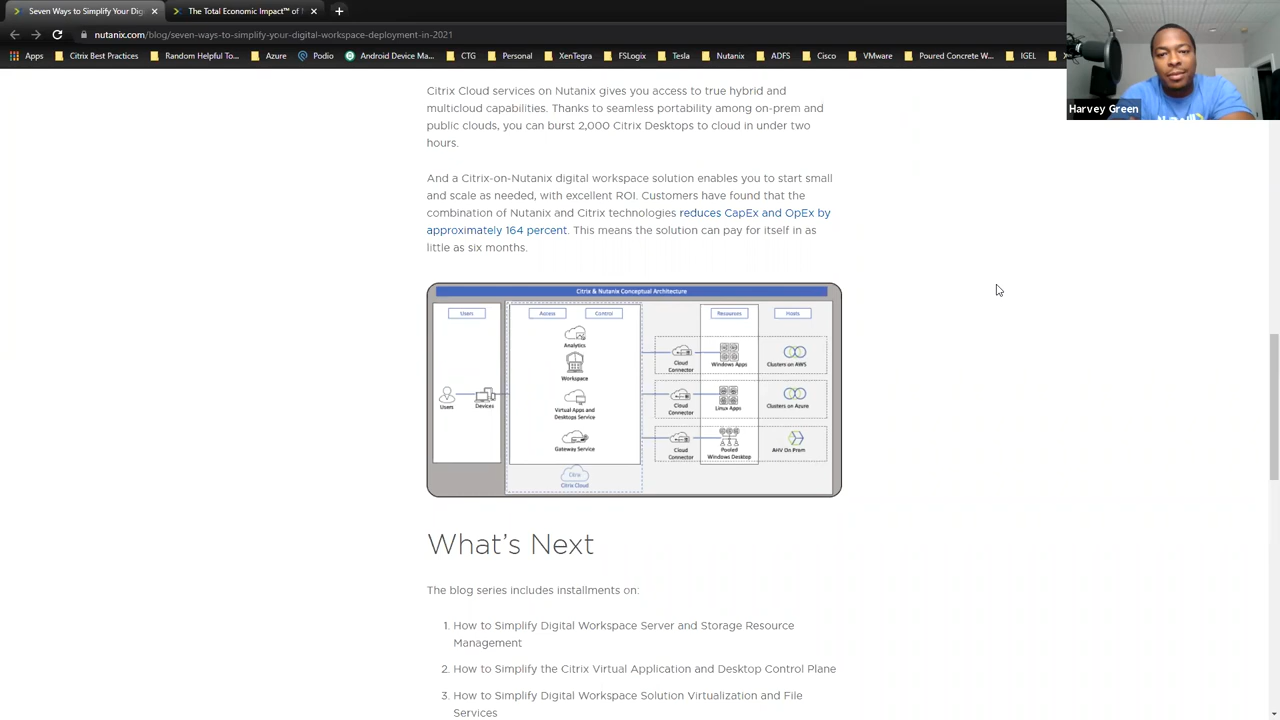 Seven Ways to Simplify Your Digi
The Total Economic Impact™ of N
nutanix.com/blog/seven-ways-to-simplify-your-digital-workspace-deployment-in-2021
Apps
Citrix Best Practices
Random Helpful To...
Azure
Podio
Android Device Ma...
CTG
Personal
XenTegra
FSLogix
Tesla
Nutanix
ADFS
Cisco
VMware
Poured Concrete W...
IGEL
Harvey Green
Citrix Cloud services on Nutanix gives you access to true hybrid and
multicloud capabilities. Thanks to seamless portability among on-prem and
public clouds, you can burst 2,000 Citrix Desktops to cloud in under two
hours.
And a Citrix-on-Nutanix digital workspace solution enables you to start small
and scale as needed, with excellent ROI. Customers have found that the
combination of Nutanix and Citrix technologies reduces CapEx and OpEx by
approximately 164 percent. This means the solution can pay for itself in as
little as six months.
Citrix & Nutanix Conceptual Architecture
Users
Access
Control
Resources
Hosts
Analytics
Workspace
Virtual Apps and
Desktops Service
Gateway Service
Citrix
Citrix Cloud
Users
Devices
Cloud
Connector
Windows Apps
Clusters on AWS
Cloud
Connector
Linux Apps
Clusters on Azure
Cloud
Connector
Pooled
Windows Desktop
AHV On Prem
What's Next
The blog series includes installments on:
1. How to Simplify Digital Workspace Server and Storage Resource
Management
2. How to Simplify the Citrix Virtual Application and Desktop Control Plane
3. How to Simplify Digital Workspace Solution Virtualization and File
Services